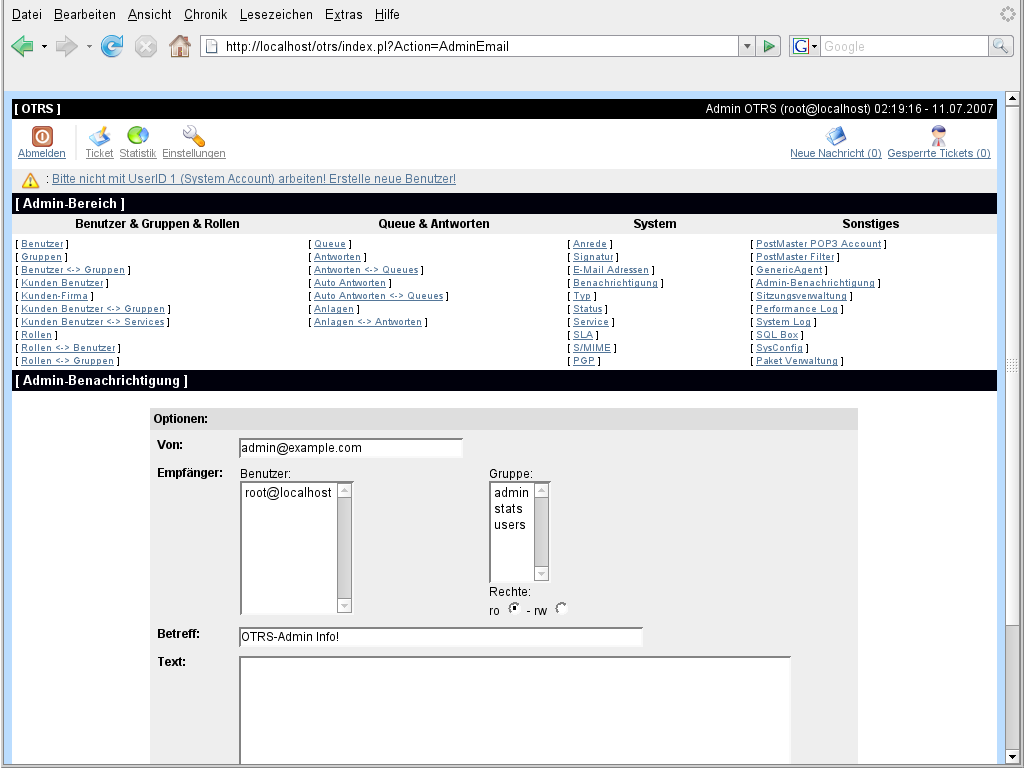 Datei Bearbeiten Ansicht Chronik Lesezeichen Extras Hilfe
http://localhost/otrs/index.pl?Action=AdminEmail
G Google
[ OTRS ] Admin OTRS (root@localhost) 02:19:16 - 11.07.2007
Abmelden Ticket Statistik Einstellungen Neue Nachricht (0) Gesperrte Tickets (0)
: Bitte nicht mit UserID 1 (System Account) arbeiten! Erstelle neue Benutzer!
[ Admin-Bereich ]
Benutzer & Gruppen & Rollen Queue & Antworten System Sonstiges
[ Benutzer ] [ Queue ] [ Anrede ] [ PostMaster POP3 Account ]
[ Gruppen ] [ Antworten ] [ Signatur ] [ PostMaster Filter ]
[ Benutzer <-> Gruppen ] [ Antworten <-> Queues ] [ E-Mail Adressen ] [ GenericAgent ]
[ Kunden Benutzer ] [ Auto Antworten ] [ Benachrichtigung ] [ Admin-Benachrichtigung ]
[ Kunden-Firma ] [ Auto Antworten <-> Queues ] [ Typ ] [ Sitzungsverwaltung ]
[ Kunden Benutzer <-> Gruppen ] [ Anlagen ] [ Status ] [ Performance Log ]
[ Kunden Benutzer <-> Services ] [ Anlagen <-> Antworten ] [ Service ] [ System Log ]
[ Rollen ] [ SLA ] [ SQL Box ]
[ Rollen <-> Benutzer ] [ S/MIME ] [ SysConfig ]
[ Rollen <-> Gruppen ] [ PGP ] [ Paket Verwaltung ]
[ Admin-Benachrichtigung ]
Optionen:
Von: admin@example.com
Empfänger: Benutzer: Gruppe:
root@localhost admin
stats
users
Rechte:
ro - rw
Betreff: OTRS-Admin Info!
Text: